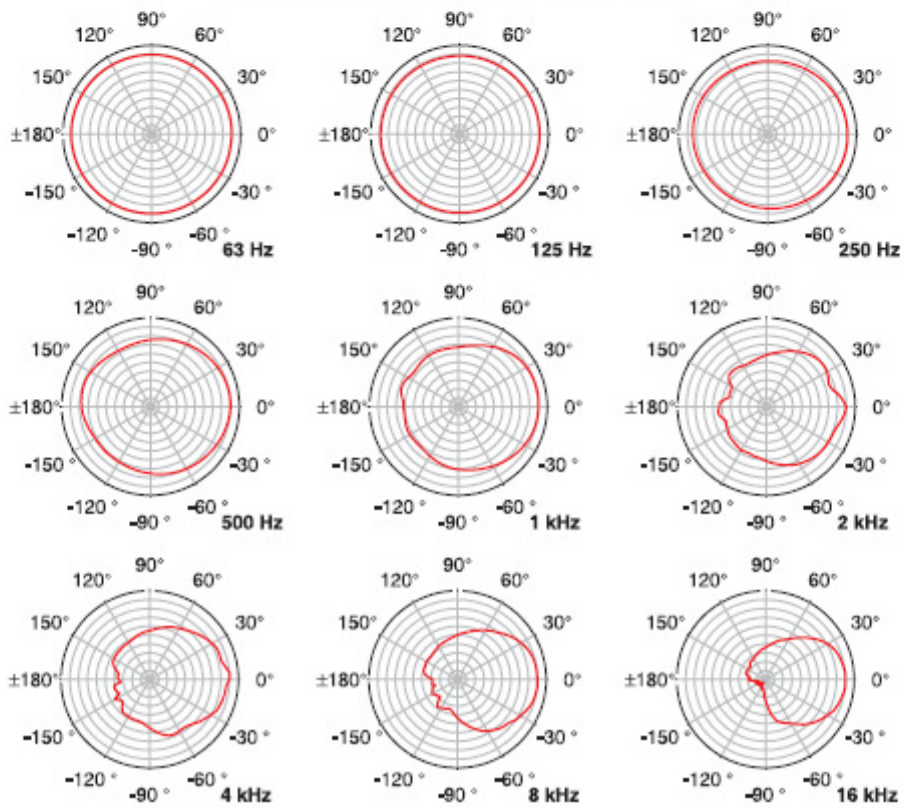 90° 90° 90°
120° 60° 120° 60° 120° 60°
150° 30° 150° 30° 150° 30°
±180° 0° ±180° 0° ±180° 0°
-150 ° -30 ° -150 ° -30 ° -150 ° -30 °
-120 ° -60 ° -120 ° -60 ° -120 ° -60 °
-90 ° 63 Hz -90 ° 125 Hz -90 ° 250 Hz
90° 90° 90°
120° 60° 120° 60° 120° 60°
150° 30° 150° 30° 150° 30°
±180° 0° ±180° 0° ±180° 0°
-150 ° -30 ° -150 ° -30 ° -150 ° -30 °
-120 ° -60 ° -120 ° -60 ° -120 ° -60 °
-90 ° 500 Hz -90 ° 1 kHz -90 ° 2 kHz
90° 90° 90°
120° 60° 120° 60° 120° 60°
150° 30° 150° 30° 150° 30°
±180° 0° ±180° 0° ±180° 0°
-150 ° -30 ° -150 ° -30 ° -150 ° -30 °
-120 ° -60 ° -120 ° -60 ° -120 ° -60 °
-90 ° 4 kHz -90 ° 8 kHz -90 ° 16 kHz